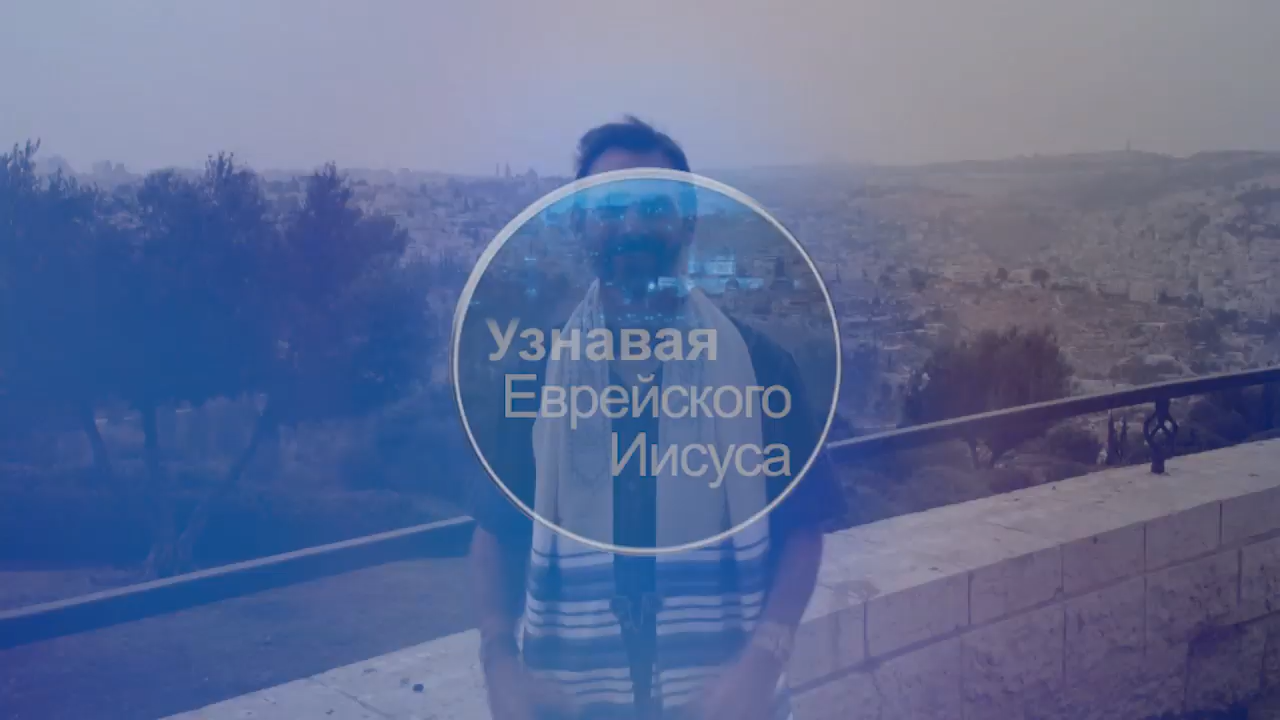 Узнавая
Еврейского
Иисуса